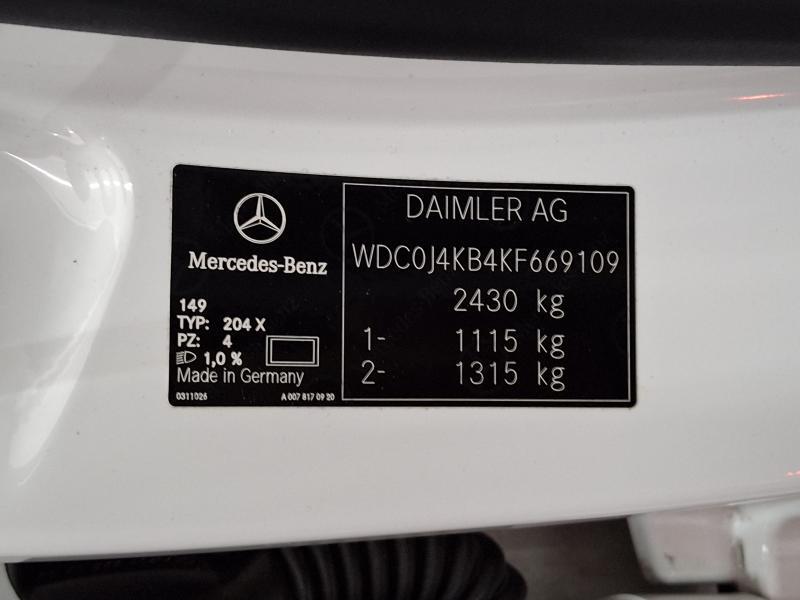 Mercedes-Benz
149
TYP: 204 X
PZ: 4
1,0 %
Made in Germany
0311026
A 007 817 09 20
DAIMLER AG
WDC0J4KB4KF669109
2430 kg
1- 1115 kg
2- 1315 kg